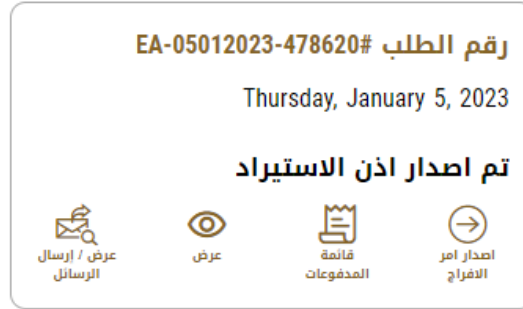 رقم الطلب #EA-05012023-478620
Thursday, January 5, 2023
تم اصدار اذن الاستيراد
اصدار امر
الافراج
قائمة
المدفوعات
عرض
عرض / إرسال
الرسائل